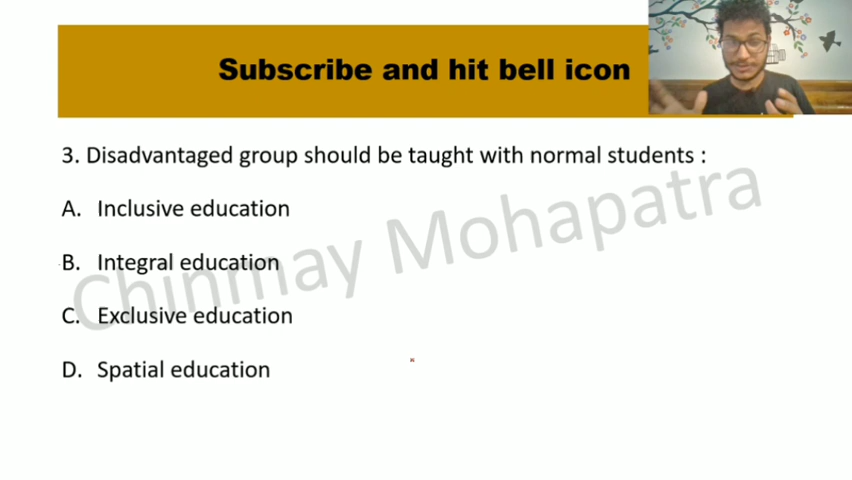 Subscribe and hit bell icon
3. Disadvantaged group should be taught with normal students :
A. Inclusive education
B. Integral education
C. Exclusive education
D. Spatial education
Chinmay Mohapatra